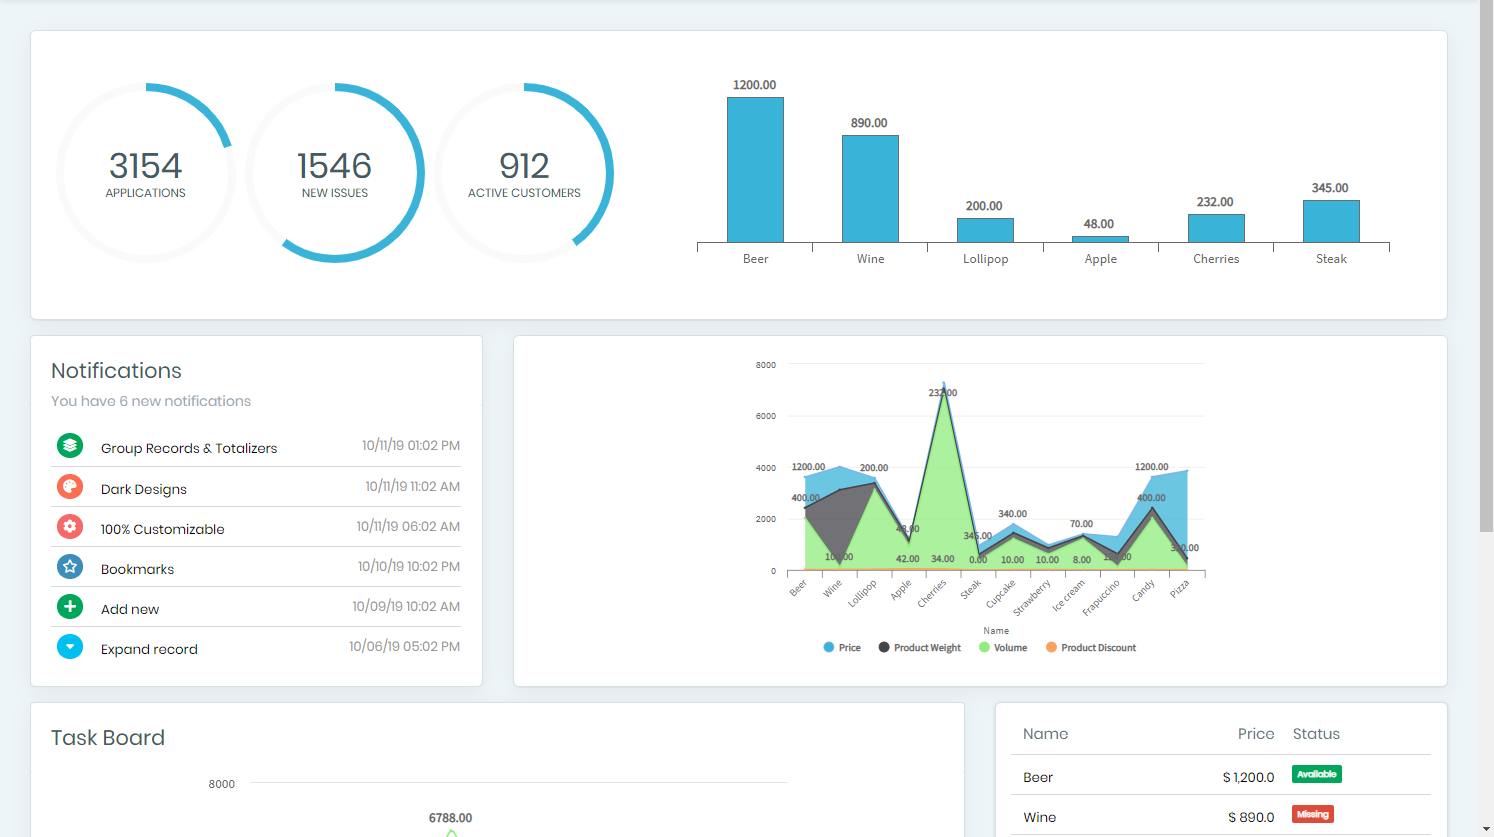 3154
APPLICATIONS
1546
NEW ISSUES
912
ACTIVE CUSTOMERS
1200.00
890.00
200.00
48.00
232.00
345.00
Beer
Wine
Lollipop
Apple
Cherries
Steak
Notifications
You have 6 new notifications
Group Records & Totalizers 10/11/19 01:02 PM
Dark Designs 10/11/19 11:02 AM
100% Customizable 10/11/19 06:02 AM
Bookmarks 10/10/19 10:02 PM
Add new 10/09/19 10:02 AM
Expand record 10/06/19 05:02 PM
8000
6000
4000
2000
0
232.00
1200.00
200.00
1200.00
400.00
400.00
340.00
70.00
48.00
345.00
42.00
34.00
0.00
10.00
10.00
8.00
Beer
Wine
Lollipop
Apple
Cherries
Steak
Cupcake
Strawberry
Ice cream
Frapuccino
Candy
Pizza
Name
Price
Product Weight
Volume
Product Discount
Task Board
8000
6788.00
Name Price Status
Beer $ 1,200.0 Available
Wine $ 890.0 Missing